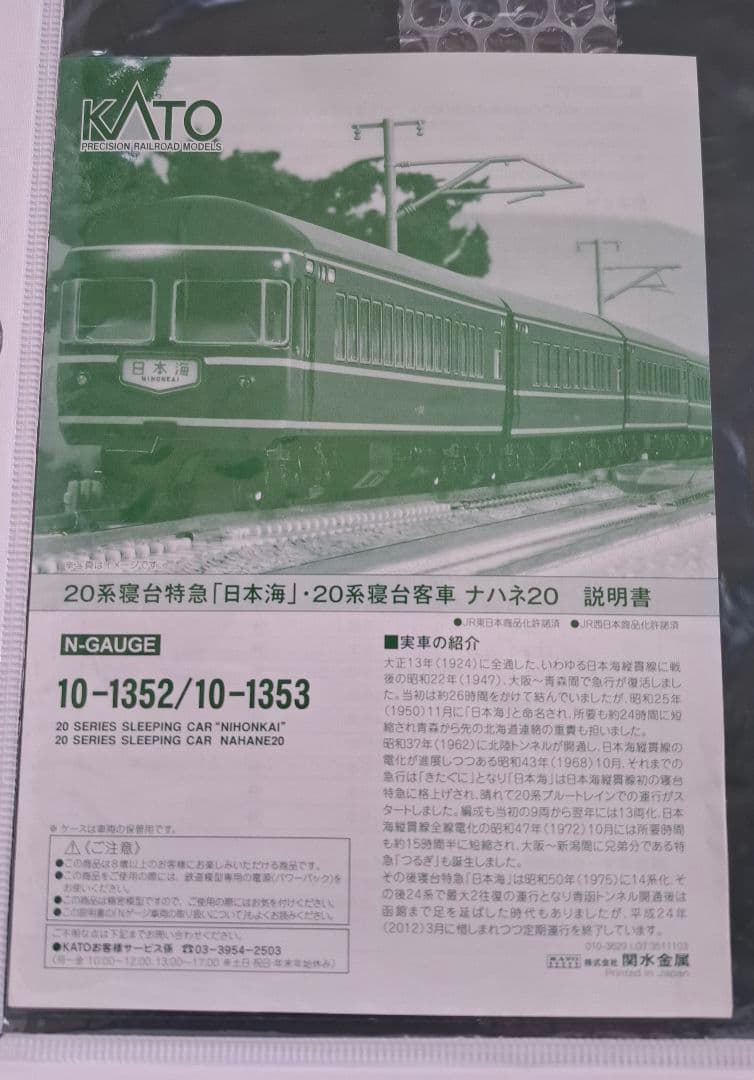 KATO
PRECISION RAILROAD MODELS
日本海
NIHONKAI
※写真はイメージです。
20系寝台特急「日本海」・20系寝台客車 ナハネ20 説明書
●JR東日本商品化許諾済 ●JR西日本商品化許諾済
N-GAUGE
10-1352/10-1353
20 SERIES SLEEPING CAR “NIHONKAI”
20 SERIES SLEEPING CAR NAHANE20
■実車の紹介
大正13年(1924)に全通した、いわゆる日本海縦貫線に戦
後の昭和22年(1947)、大阪〜青森間で急行が復活しまし
た。当初は約26時間をかけて結んでいましたが、昭和25年
(1950)11月に「日本海」と命名され、所要も約24時間に短
縮され青森から先の北海道連絡の重責も担いました。
昭和37年(1962)に北陸トンネルが開通し、日本海縦貫線の
電化が進展しつつある昭和43年(1968)10月、それまでの
急行は「きたぐに」となり「日本海」は日本海縦貫線初の寝台
特急に格上げされ、晴れて20系ブルートレインでの運行がス
タートしました。編成も当初の9両から翌年には13両化、日本
海縦貫線全線電化の昭和47年(1972)10月には所要時間
も約15時間半に短縮され、大阪〜新潟間に兄弟分である特
急「つるぎ」も誕生しました。
その後寝台特急「日本海」は昭和50年(1975)に14系化、そ
の後24系で最大2往復の運行となり青函トンネル開通後は
函館まで足を延ばした時代もありましたが、平成24年
(2012)3月に惜しまれつつ定期運行を終了しています。
※ ケースは車両の保管用です。
⚠〈ご注意〉
●この商品は8歳以上のお客様にお楽しみいただける商品です。
●この商品をご使用の際には、鉄道模型専用の電源(パワーパック)を
お使いください。
●この商品は精密模型ですので、ご使用の際にはお気を付けください。
●この説明書の「Nゲージ車両の取り扱いについて」もよくお読みください。
ご不明な点は下記までお問い合わせください。
●KATOお客様サービス係 ☎03-3954-2503
(月〜金 10:00〜12:00 13:00〜17:00 ※土日・祝日・年末年始休み)
010-3629 LOT3511103
KATO 株式会社 関水金属
Printed in Japan